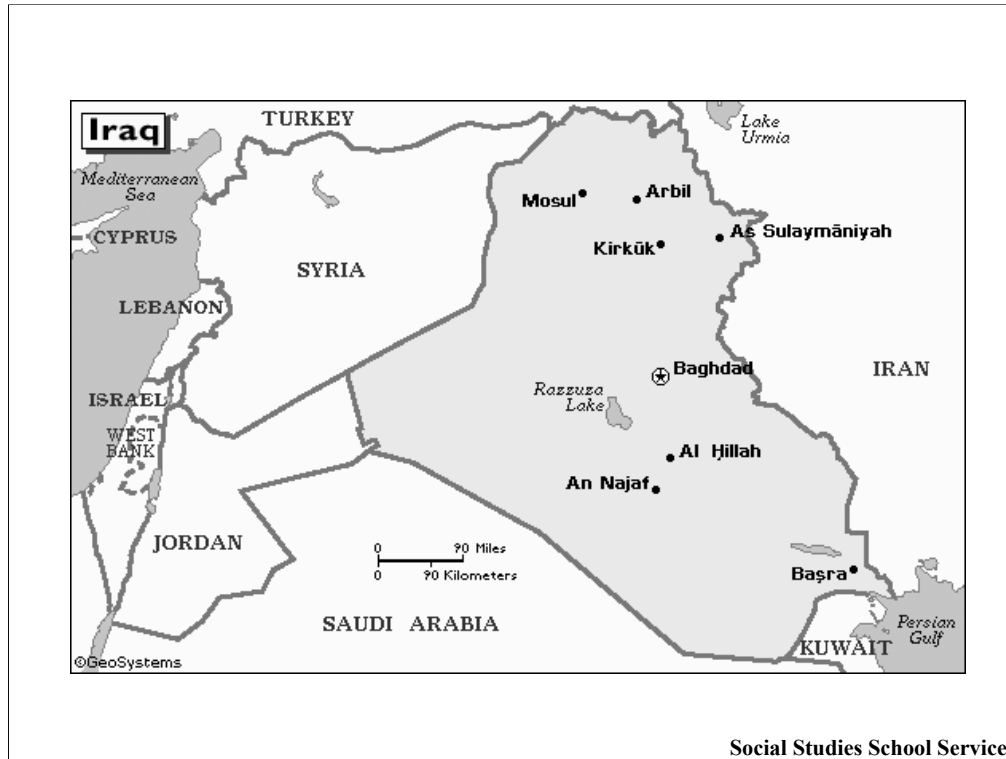 Iraq
TURKEY
Lake
Urmia
Mediterranean
Sea
Mosul
Arbil
CYPRUS
As Sulaymāniyah
Kirkūk
SYRIA
LEBANON
Baghdad
IRAN
Razzuza
Lake
ISRAEL
WEST
BANK
Al Ḥillah
An Najaf
JORDAN
0 90 Miles
0 90 Kilometers
Başra
SAUDI ARABIA
Persian
Gulf
KUWAIT
©GeoSystems
Social Studies School Service